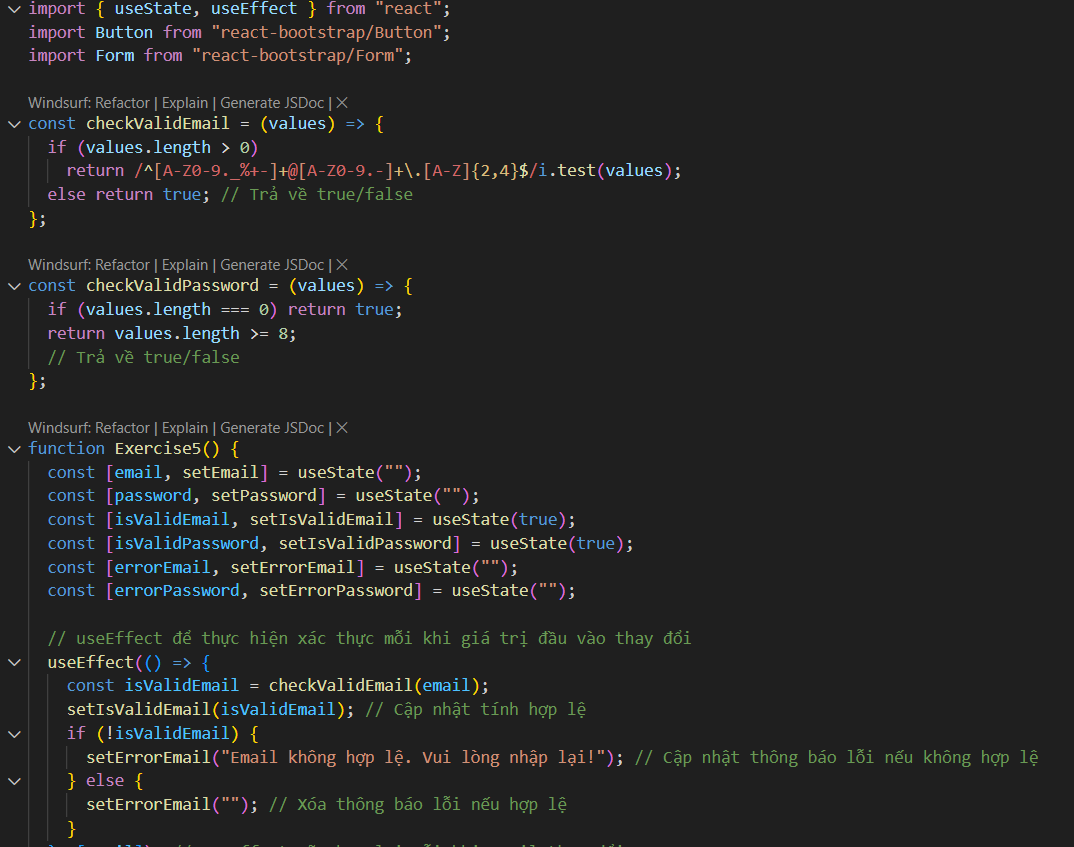 import { useState, useEffect } from "react";
import Button from "react-bootstrap/Button";
import Form from "react-bootstrap/Form";
Windsurf: Refactor | Explain | Generate JSDoc | X
const checkValidEmail = (values) => {
if (values.length > 0)
return /^[A-Z0-9._%+-]+@[A-Z0-9.-]+\.[A-Z]{2,4}$/i.test(values);
else return true; // Trả về true/false
};
Windsurf: Refactor | Explain | Generate JSDoc | X
const checkValidPassword = (values) => {
if (values.length === 0) return true;
return values.length >= 8;
// Trả về true/false
};
Windsurf: Refactor | Explain | Generate JSDoc | X
function Exercise5() {
const [email, setEmail] = useState("");
const [password, setPassword] = useState("");
const [isValidEmail, setIsValidEmail] = useState(true);
const [isValidPassword, setIsValidPassword] = useState(true);
const [errorEmail, setErrorEmail] = useState("");
const [errorPassword, setErrorPassword] = useState("");
// useEffect để thực hiện xác thực mỗi khi giá trị đầu vào thay đổi
useEffect(() => {
const isValidEmail = checkValidEmail(email);
setIsValidEmail(isValidEmail); // Cập nhật tính hợp lệ
if (!isValidEmail) {
setErrorEmail("Email không hợp lệ. Vui lòng nhập lại!"); // Cập nhật thông báo lỗi nếu không hợp lệ
} else {
setErrorEmail(""); // Xóa thông báo lỗi nếu hợp lệ
}